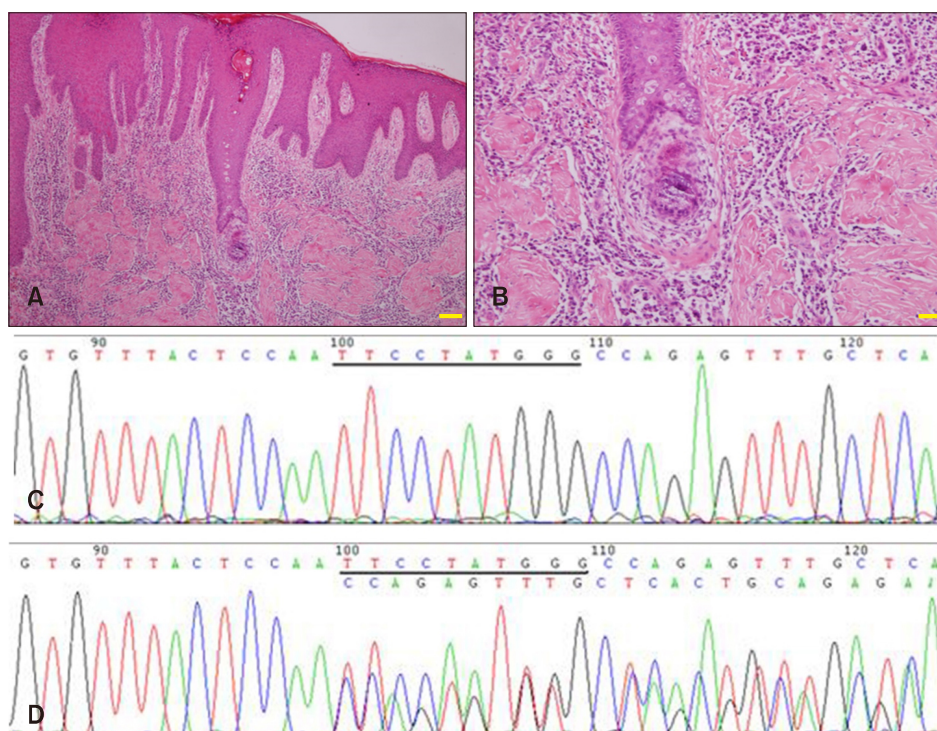 A
B
90 100 110 120
G T G T T T A C T C C A A T T C C T A T G G G C C A G A G T T T G C T C A
C
90 100 110 120
G T G T T T A C T C C A A T T C C T A T G G G C C A G A G T T T G C T C A
C C A G A G T T T G C T C A C T G C A G A G A A
D